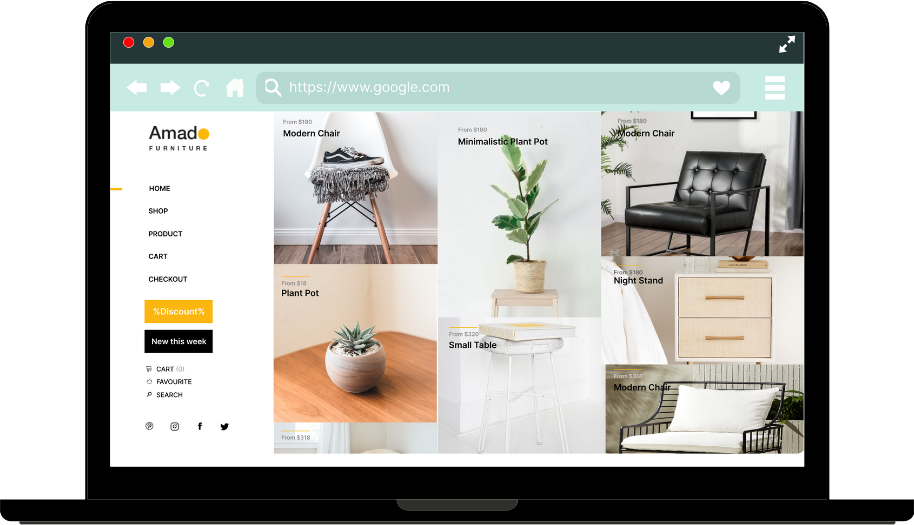 https://www.google.com
Amado
FURNITURE
HOME
SHOP
PRODUCT
CART
CHECKOUT
%Discount%
New this week
CART (0)
FAVOURITE
SEARCH
From $180
Modern Chair
From $180
Minimalistic Plant Pot
From $180
Modern Chair
From $18
Plant Pot
From $320
Small Table
From $180
Night Stand
From $318
Modern Chair
From $318